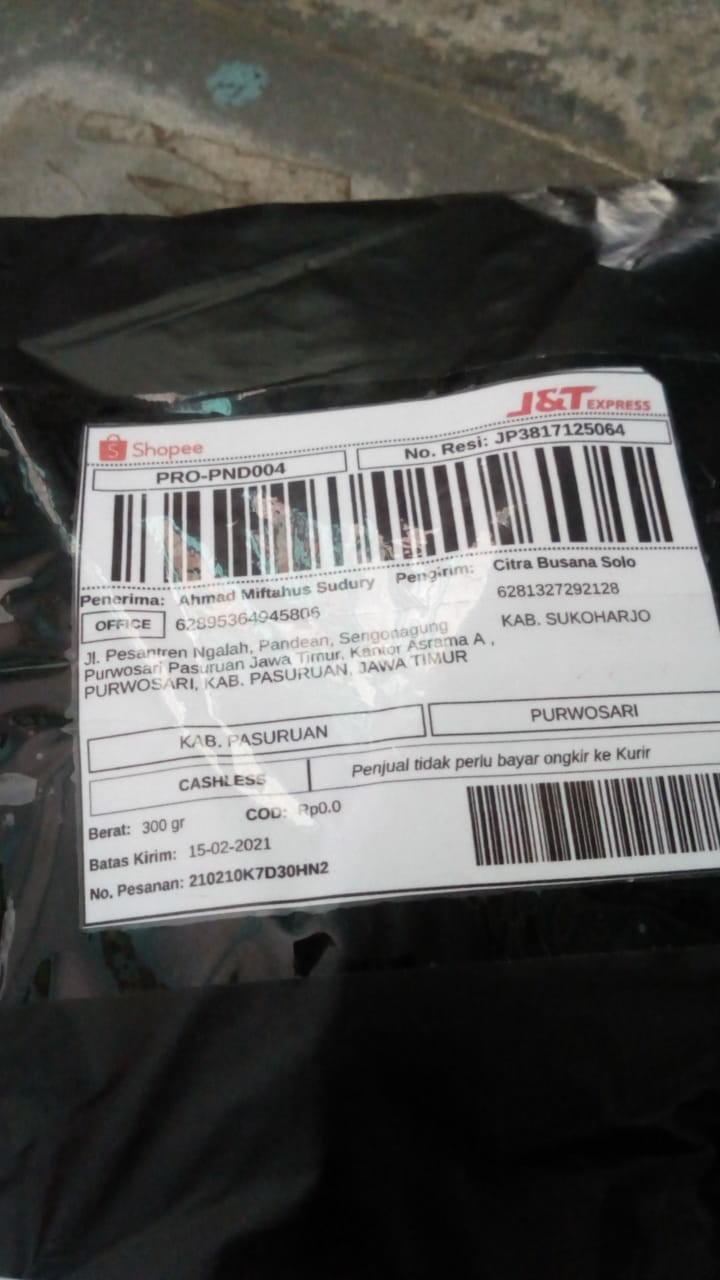 Shopee
J&T EXPRESS
PRO-PND004
No. Resi: JP3817125064
Penerima: Ahmad Miftahus Sudury
Pengirim: Citra Busana Solo
OFFICE 62895364945806
6281327292128
KAB. SUKOHARJO
Jl. Pesantren Ngalah, Pandean, Sengonagung
Purwosari Pasuruan Jawa Timur, Kantor Asrama A ,
PURWOSARI, KAB. PASURUAN, JAWA TIMUR
KAB. PASURUAN
PURWOSARI
CASHLESS
Penjual tidak perlu bayar ongkir ke Kurir
Berat: 300 gr
COD: Rp0.0
Batas Kirim: 15-02-2021
No. Pesanan: 210210K7D30HN2